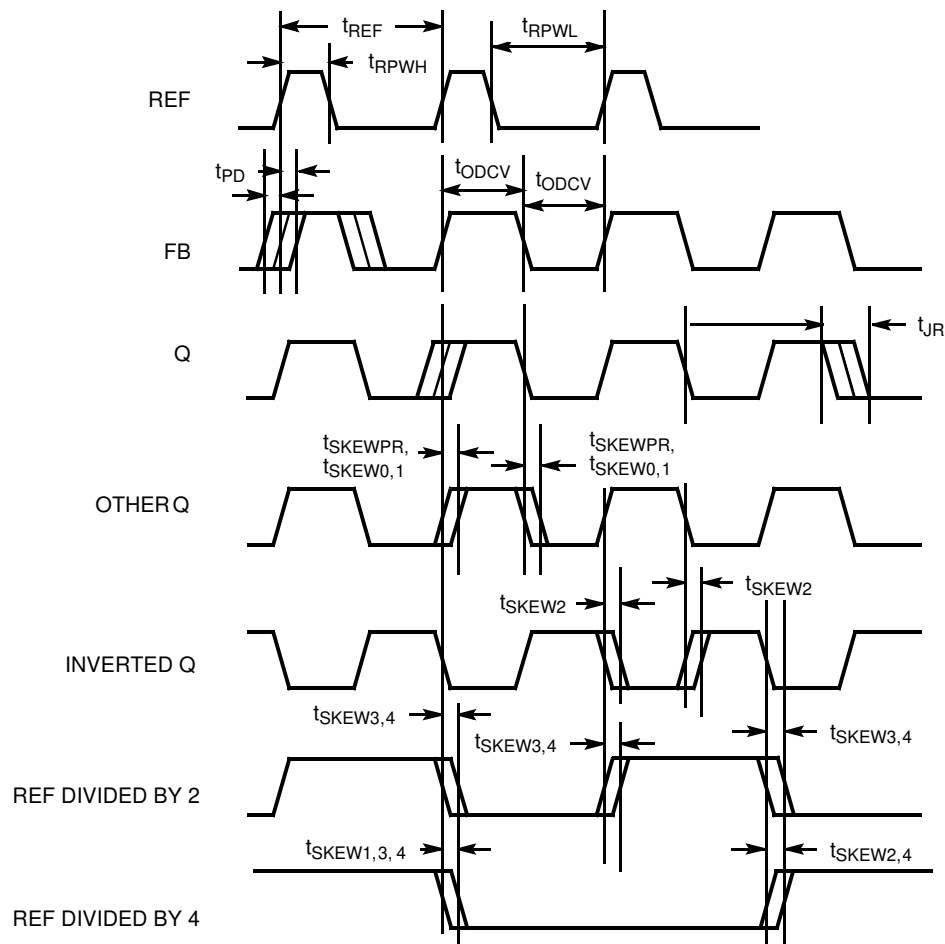 tREF
tRPWL
tRPWH
REF
tPD
tODCV
tODCV
FB
tJR
Q
tSKEWPR,
tSKEW0,1
tSKEWPR,
tSKEW0,1
OTHER Q
tSKEW2
tSKEW2
INVERTED Q
tSKEW3,4
tSKEW3,4
tSKEW3,4
REF DIVIDED BY 2
tSKEW1,3, 4
tSKEW2,4
REF DIVIDED BY 4